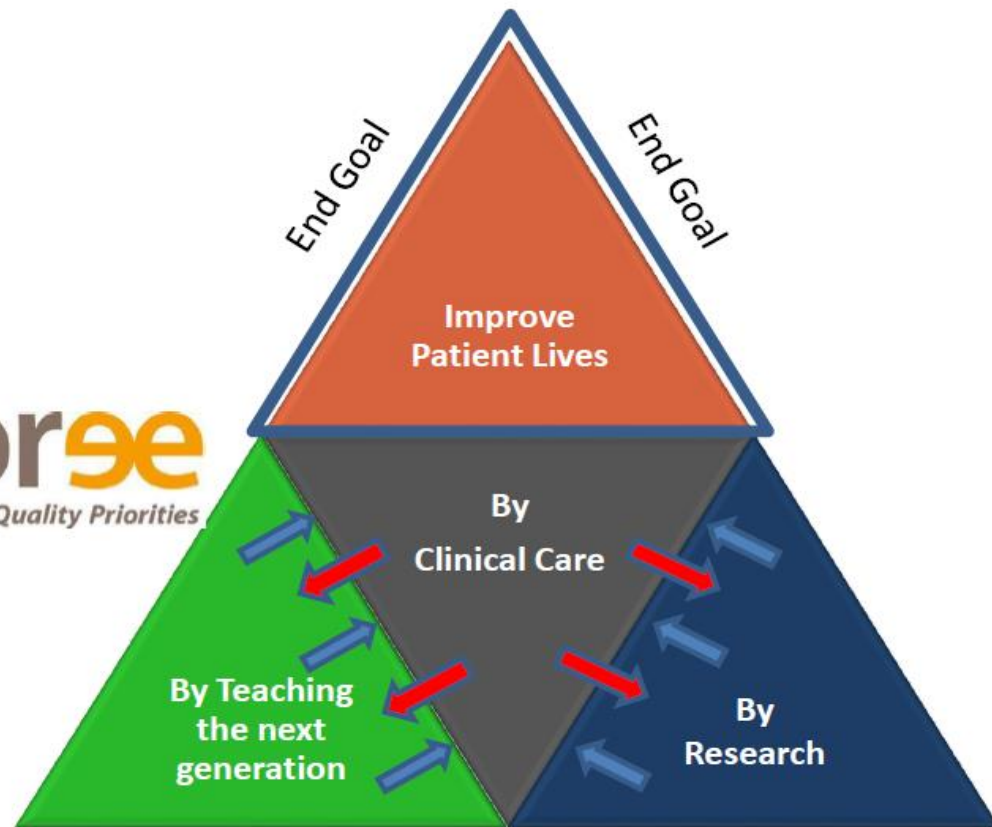 End Goal
End Goal
Improve
Patient Lives
Quality Priorities
By
Clinical Care
By Teaching
the next
generation
By
Research